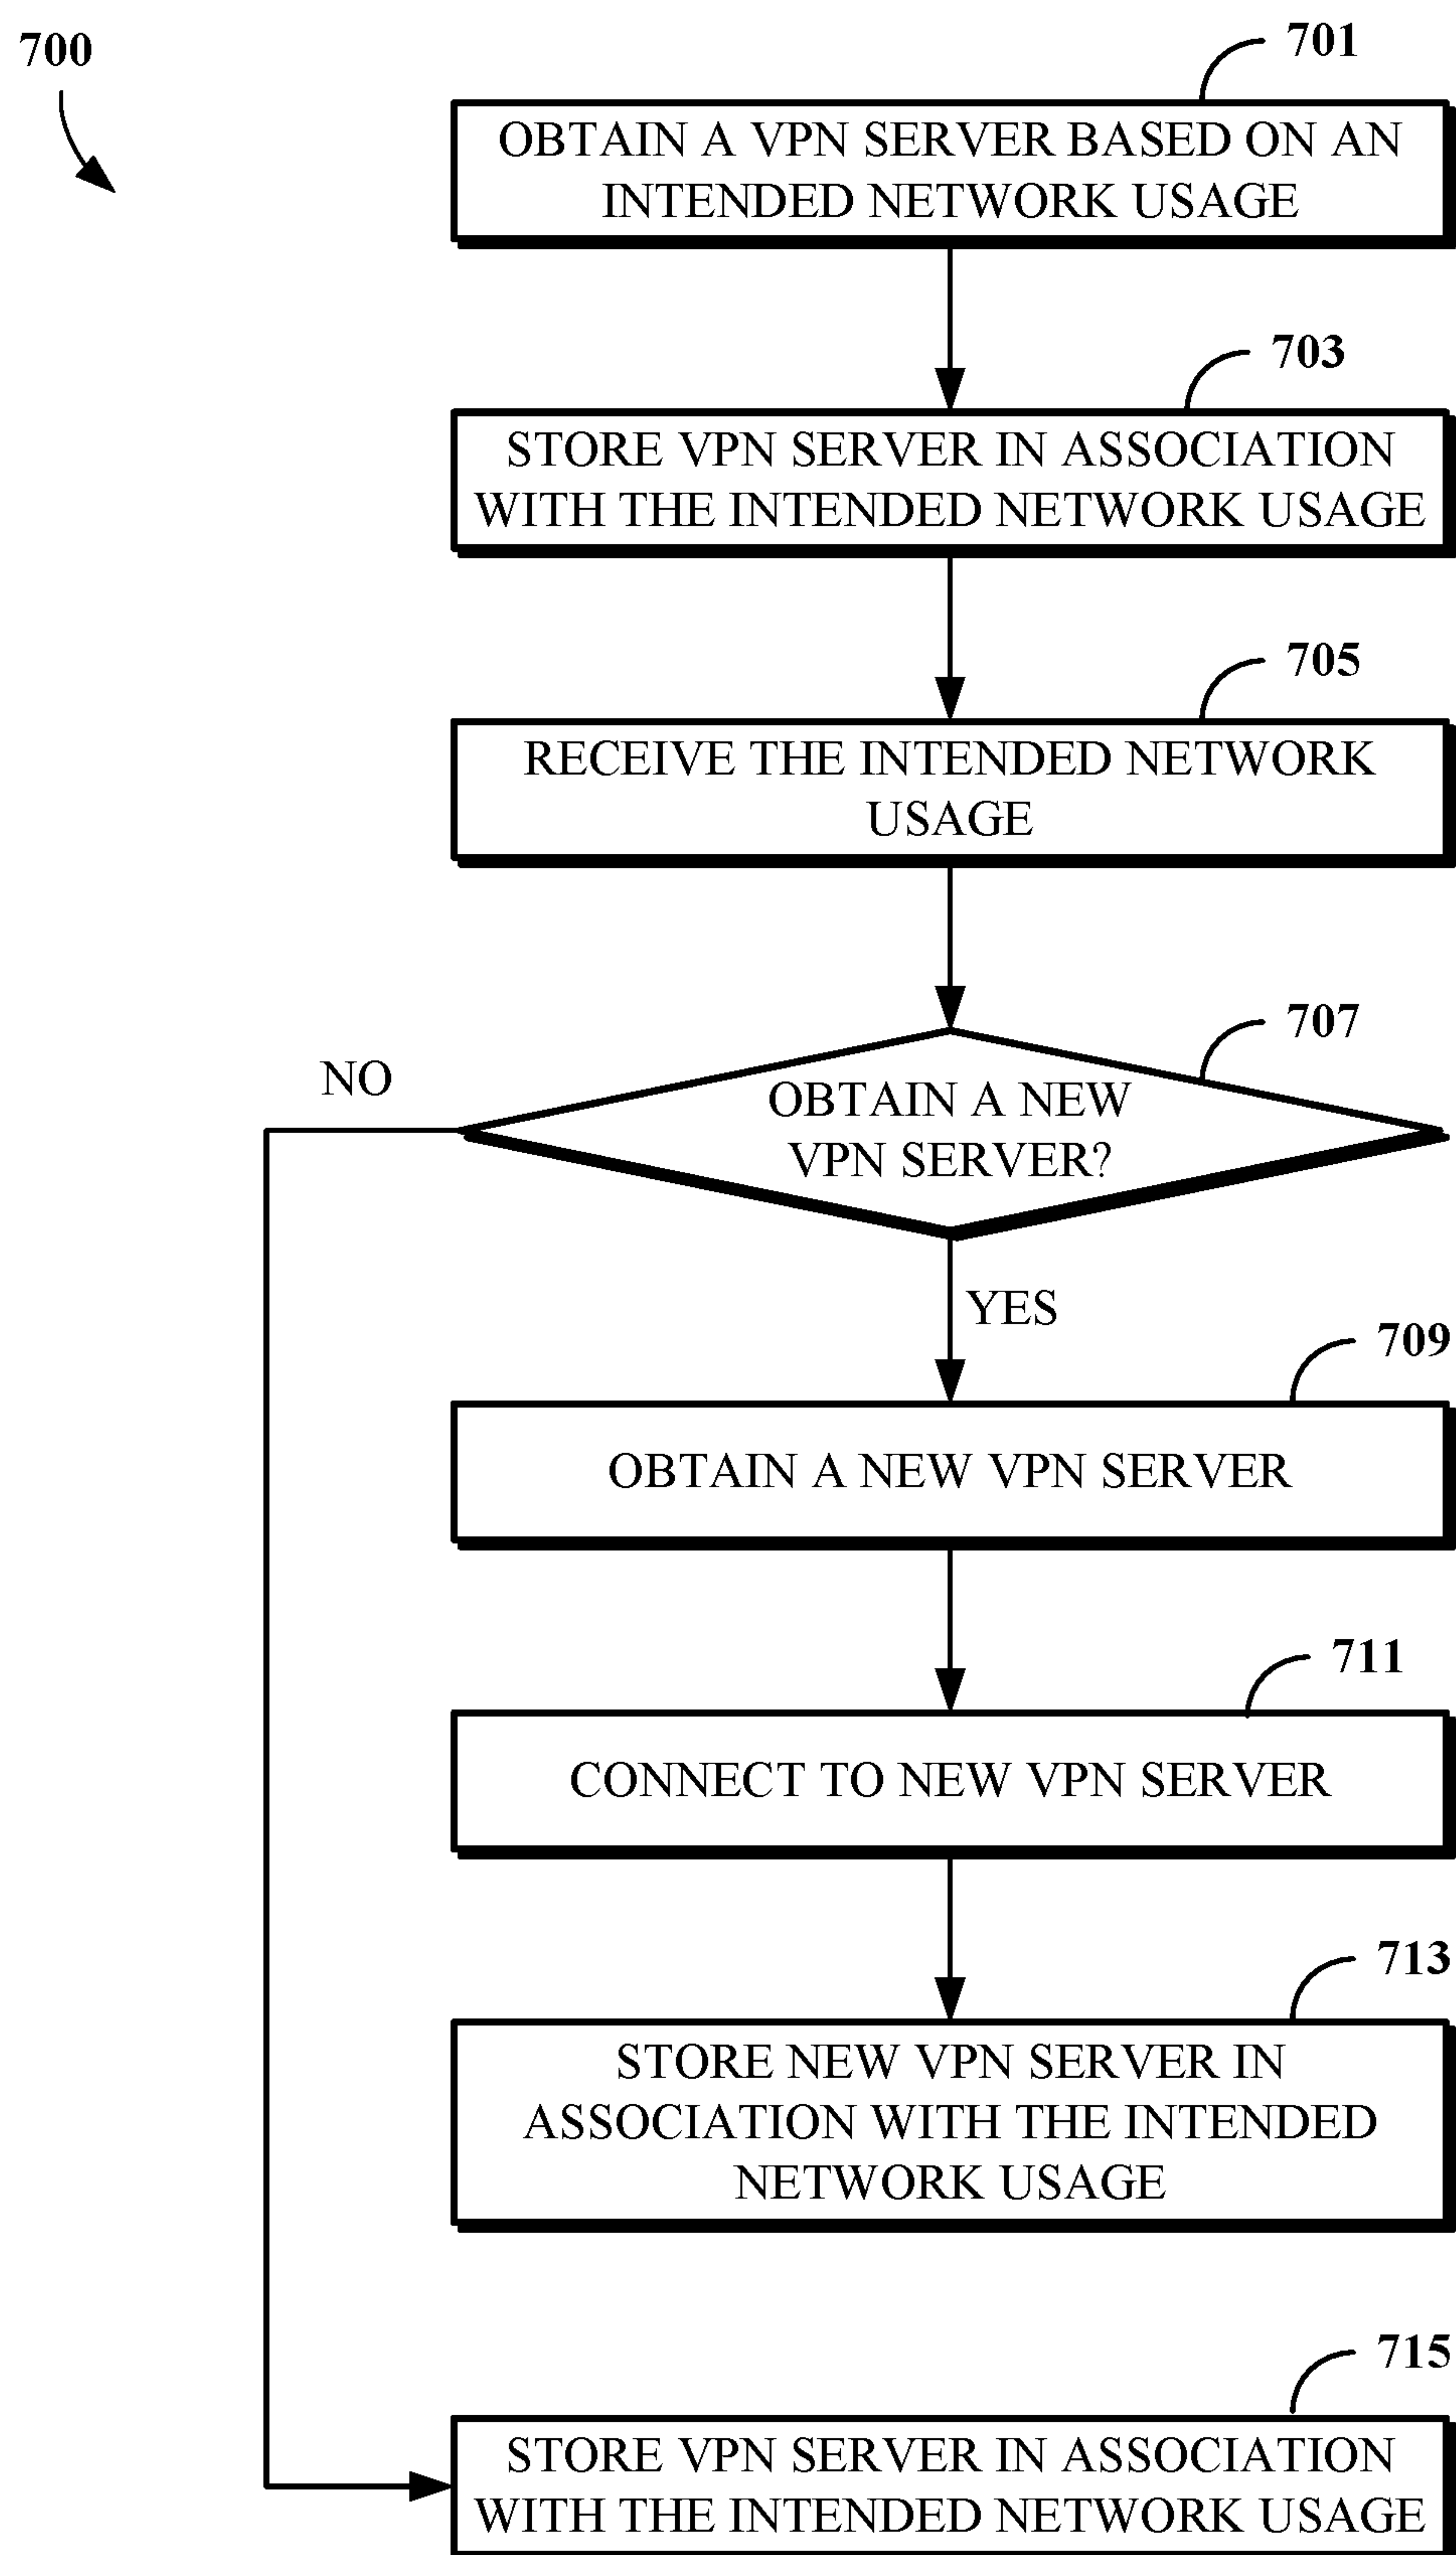 700
701
OBTAIN A VPN SERVER BASED ON AN
INTENDED NETWORK USAGE
703
STORE VPN SERVER IN ASSOCIATION
WITH THE INTENDED NETWORK USAGE
705
RECEIVE THE INTENDED NETWORK
USAGE
707
NO
OBTAIN A NEW
VPN SERVER?
YES
709
OBTAIN A NEW VPN SERVER
711
CONNECT TO NEW VPN SERVER
713
STORE NEW VPN SERVER IN
ASSOCIATION WITH THE INTENDED
NETWORK USAGE
715
STORE VPN SERVER IN ASSOCIATION
WITH THE INTENDED NETWORK USAGE